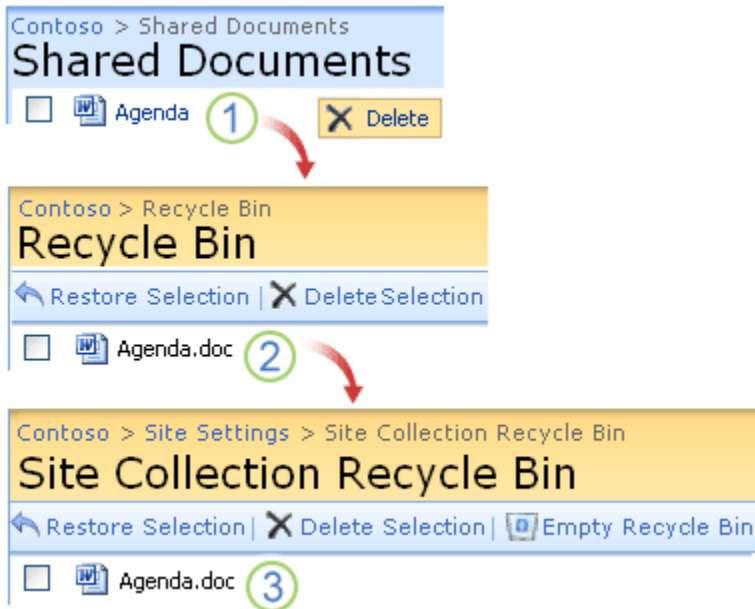 Contoso > Shared Documents
Shared Documents
Agenda 1 Delete
Contoso > Recycle Bin
Recycle Bin
Restore Selection | Delete Selection
Agenda.doc 2
Contoso > Site Settings > Site Collection Recycle Bin
Site Collection Recycle Bin
Restore Selection | Delete Selection | Empty Recycle Bin
Agenda.doc 3